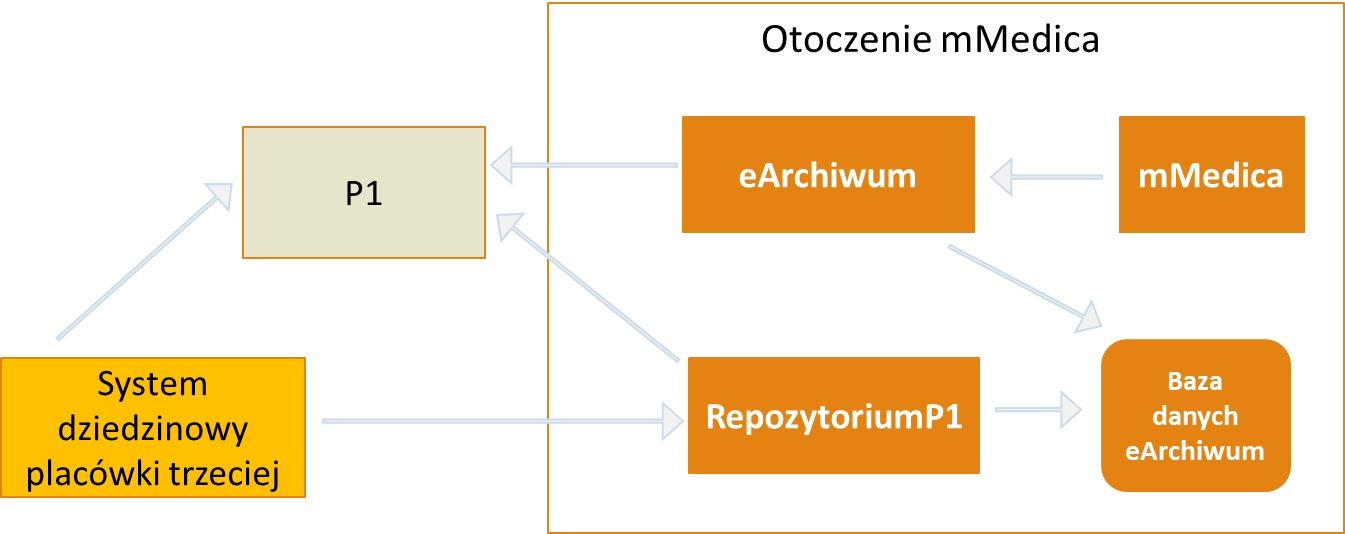 Otoczenie mMedica
P1
eArchiwum
mMedica
System
dziedzinowy
placówki trzeciej
RepozytoriumP1
Baza
danych
eArchiwum